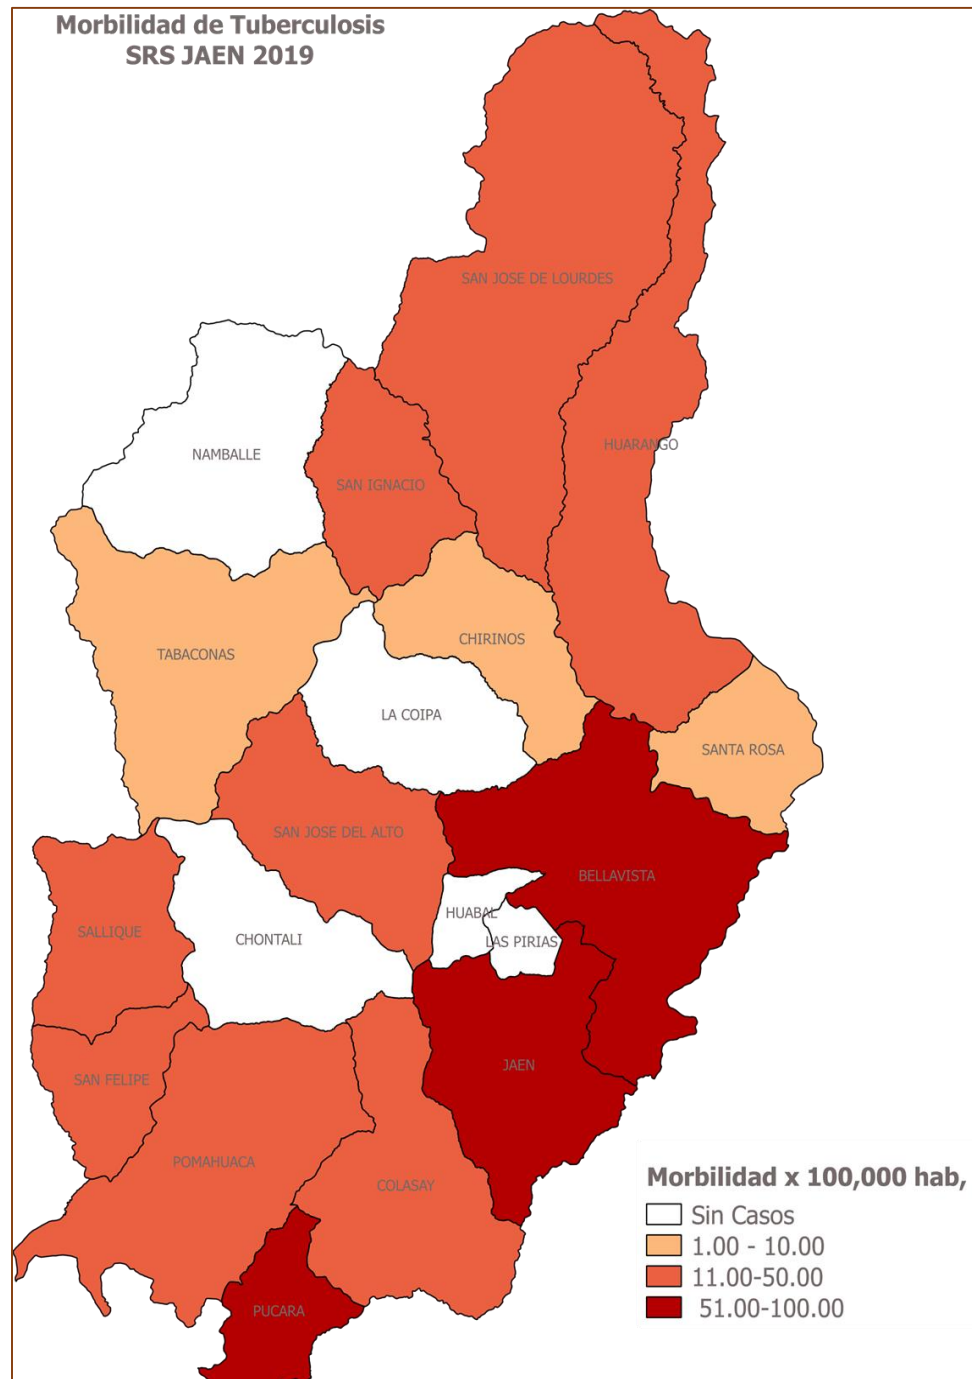 Morbilidad de Tuberculosis
SRS JAEN 2019
SAN JOSE DE LOURDES
HUARANGO
NAMBALLE
SAN IGNACIO
CHIRINOS
TABACONAS
LA COIPA
SANTA ROSA
SAN JOSE DEL ALTO
BELLAVISTA
HUABAL
SALLIQUE
CHONTALI
LAS PIRIAS
JAEN
SAN FELIPE
POMAHUACA
COLASAY
PUCARA
Morbilidad x 100,000 hab,
Sin Casos
1.00 - 10.00
11.00-50.00
51.00-100.00